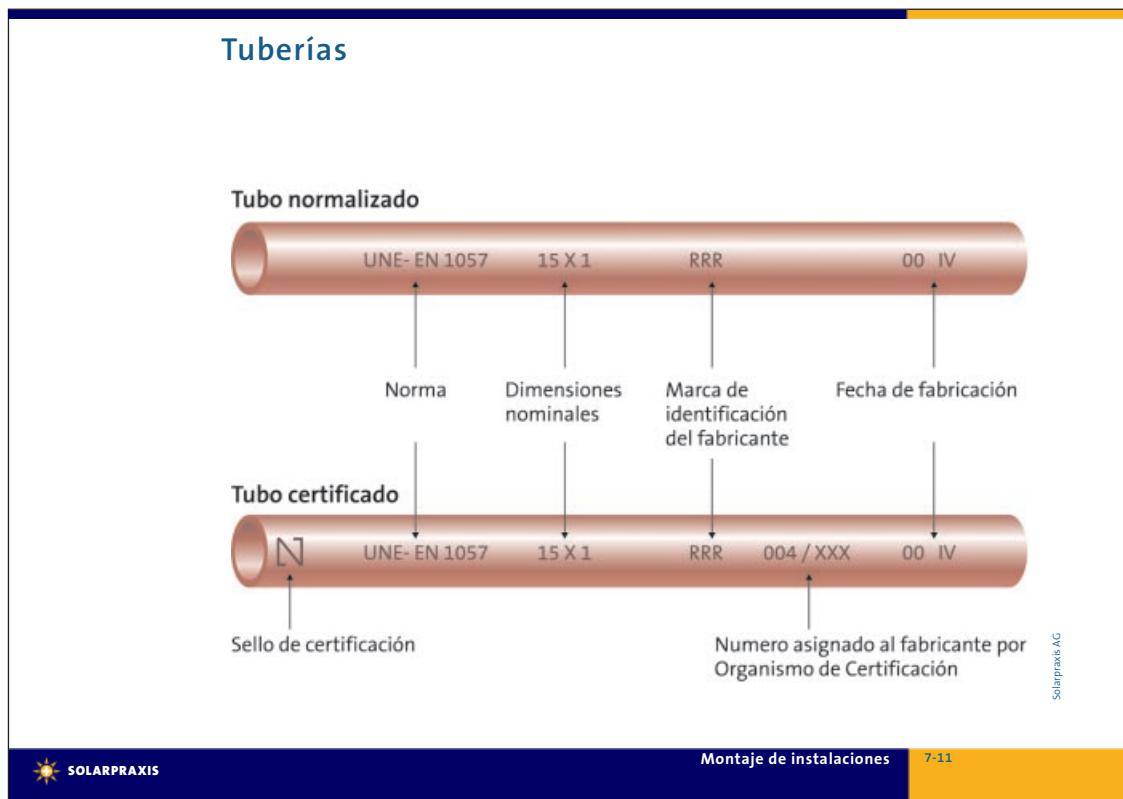 Tuberías
Tubo normalizado
UNE- EN 1057 15 X 1 RRR 00 IV
Norma
Dimensiones
nominales
Marca de
identificación
del fabricante
Fecha de fabricación
Tubo certificado
N UNE- EN 1057 15 X 1 RRR 004 / XXX 00 IV
Sello de certificación
Numero asignado al fabricante por
Organismo de Certificación
Solarpraxis AG
SOLARPRAXIS
Montaje de instalaciones 7-11